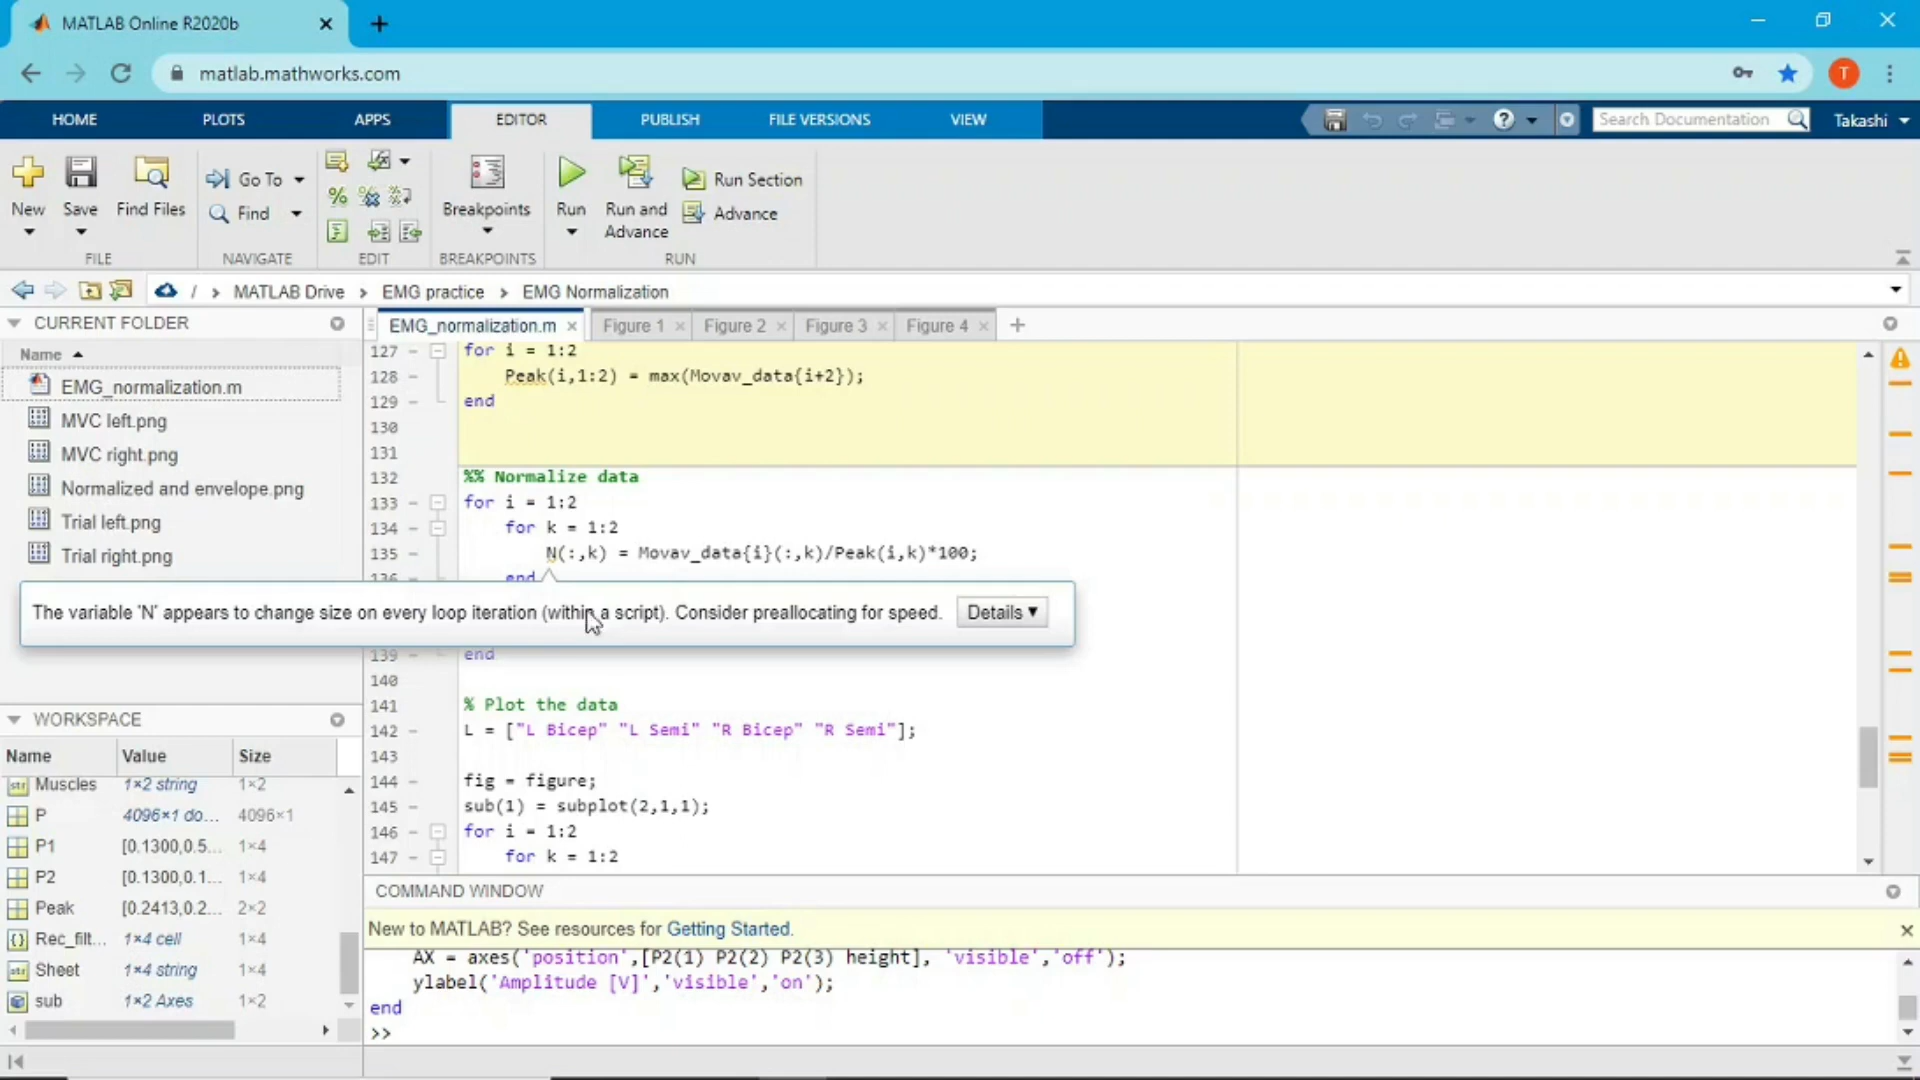 MATLAB Online R2020b
matlab.mathworks.com
T
HOME PLOTS APPS EDITOR PUBLISH FILE VERSIONS VIEW
Search Documentation
Takashi
New Save Find Files
Go To
Find
Breakpoints
Run
Run and Advance
Run Section
Advance
FILE NAVIGATE EDIT BREAKPOINTS RUN
/ > MATLAB Drive > EMG practice > EMG Normalization
CURRENT FOLDER
Name
EMG_normalization.m
MVC left.png
MVC right.png
Normalized and envelope.png
Trial left.png
Trial right.png
EMG_normalization.m Figure 1 Figure 2 Figure 3 Figure 4
127 for i = 1:2
128 Peak(i,1:2) = max(Movav_data{i+2});
129 end
130
131
132 %% Normalize data
133 for i = 1:2
134 for k = 1:2
135 N(:,k) = Movav_data{i}(:,k)/Peak(i,k)*100;
136 end
The variable 'N' appears to change size on every loop iteration (within a script). Consider preallocating for speed. Details
139 end
140
141 % Plot the data
142 L = ["L Bicep" "L Semi" "R Bicep" "R Semi"];
143
144 fig = figure;
145 sub(1) = subplot(2,1,1);
146 for i = 1:2
147 for k = 1:2
WORKSPACE
Name Value Size
Muscles 1×2 string 1×2
P 4096×1 do... 4096×1
P1 [0.1300,0.5... 1×4
P2 [0.1300,0.1... 1×4
Peak [0.2413,0.2... 2×2
Rec_filt... 1×4 cell 1×4
Sheet 1×4 string 1×4
sub 1×2 Axes 1×2
COMMAND WINDOW
New to MATLAB? See resources for Getting Started.
AX = axes('position',[P2(1) P2(2) P2(3) height], 'visible','off');
ylabel('Amplitude [V]','visible','on');
end
>>